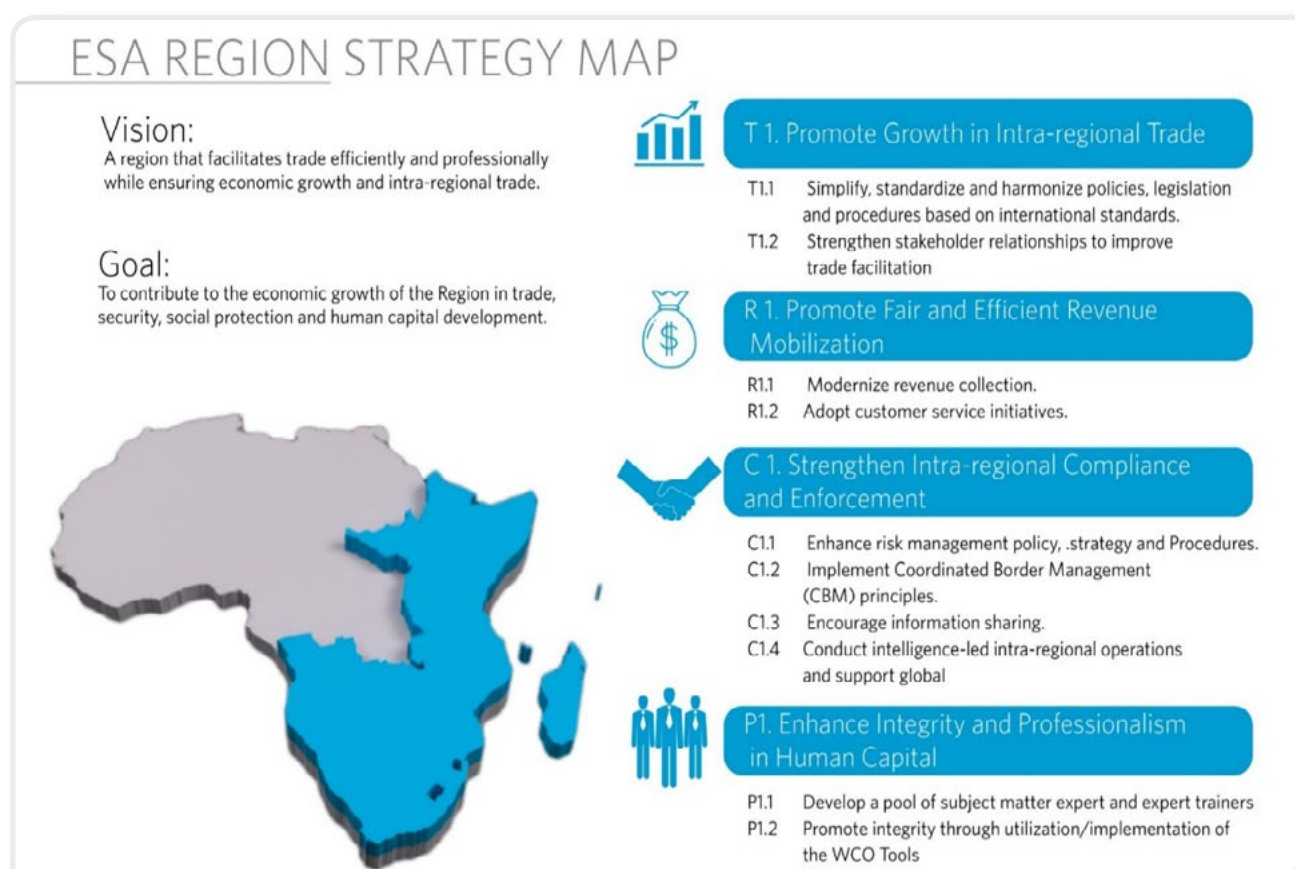 ESA REGION STRATEGY MAP
Vision:
A region that facilitates trade efficiently and professionally
while ensuring economic growth and intra-regional trade.
Goal:
To contribute to the economic growth of the Region in trade,
security, social protection and human capital development.
T 1. Promote Growth in Intra-regional Trade
T1.1 Simplify, standardize and harmonize policies, legislation
and procedures based on international standards.
T1.2 Strengthen stakeholder relationships to improve
trade facilitation
$
R 1. Promote Fair and Efficient Revenue
Mobilization
R1.1 Modernize revenue collection.
R1.2 Adopt customer service initiatives.
C 1. Strengthen Intra-regional Compliance
and Enforcement
C1.1 Enhance risk management policy, .strategy and Procedures.
C1.2 Implement Coordinated Border Management
(CBM) principles.
C1.3 Encourage information sharing.
C1.4 Conduct intelligence-led intra-regional operations
and support global
P1. Enhance Integrity and Professionalism
in Human Capital
P1.1 Develop a pool of subject matter expert and expert trainers
P1.2 Promote integrity through utilization/implementation of
the WCO Tools